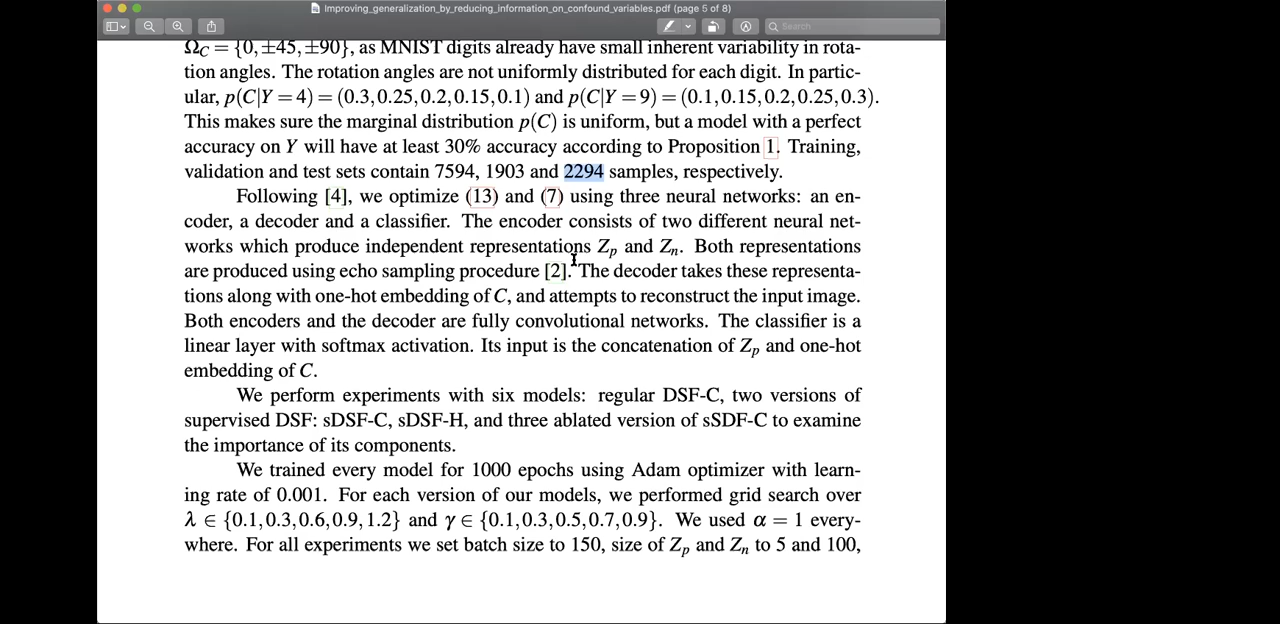 Improving_generalization_by_reducing_information_on_confound_variables.pdf (page 5 of 8)
Search
Ω_C = {0, ±45, ±90}, as MNIST digits already have small inherent variability in rota-
tion angles. The rotation angles are not uniformly distributed for each digit. In partic-
ular, p(C|Y = 4) = (0.3,0.25,0.2,0.15,0.1) and p(C|Y = 9) = (0.1,0.15,0.2,0.25,0.3).
This makes sure the marginal distribution p(C) is uniform, but a model with a perfect
accuracy on Y will have at least 30% accuracy according to Proposition 1. Training,
validation and test sets contain 7594, 1903 and 2294 samples, respectively.
Following [4], we optimize (13) and (7) using three neural networks: an en-
coder, a decoder and a classifier. The encoder consists of two different neural net-
works which produce independent representations Z_p and Z_n. Both representations
are produced using echo sampling procedure [2]. The decoder takes these representa-
tions along with one-hot embedding of C, and attempts to reconstruct the input image.
Both encoders and the decoder are fully convolutional networks. The classifier is a
linear layer with softmax activation. Its input is the concatenation of Z_p and one-hot
embedding of C.
We perform experiments with six models: regular DSF-C, two versions of
supervised DSF: sDSF-C, sDSF-H, and three ablated version of sSDF-C to examine
the importance of its components.
We trained every model for 1000 epochs using Adam optimizer with learn-
ing rate of 0.001. For each version of our models, we performed grid search over
λ ∈ {0.1,0.3,0.6,0.9,1.2} and γ ∈ {0.1,0.3,0.5,0.7,0.9}. We used α = 1 every-
where. For all experiments we set batch size to 150, size of Z_p and Z_n to 5 and 100,